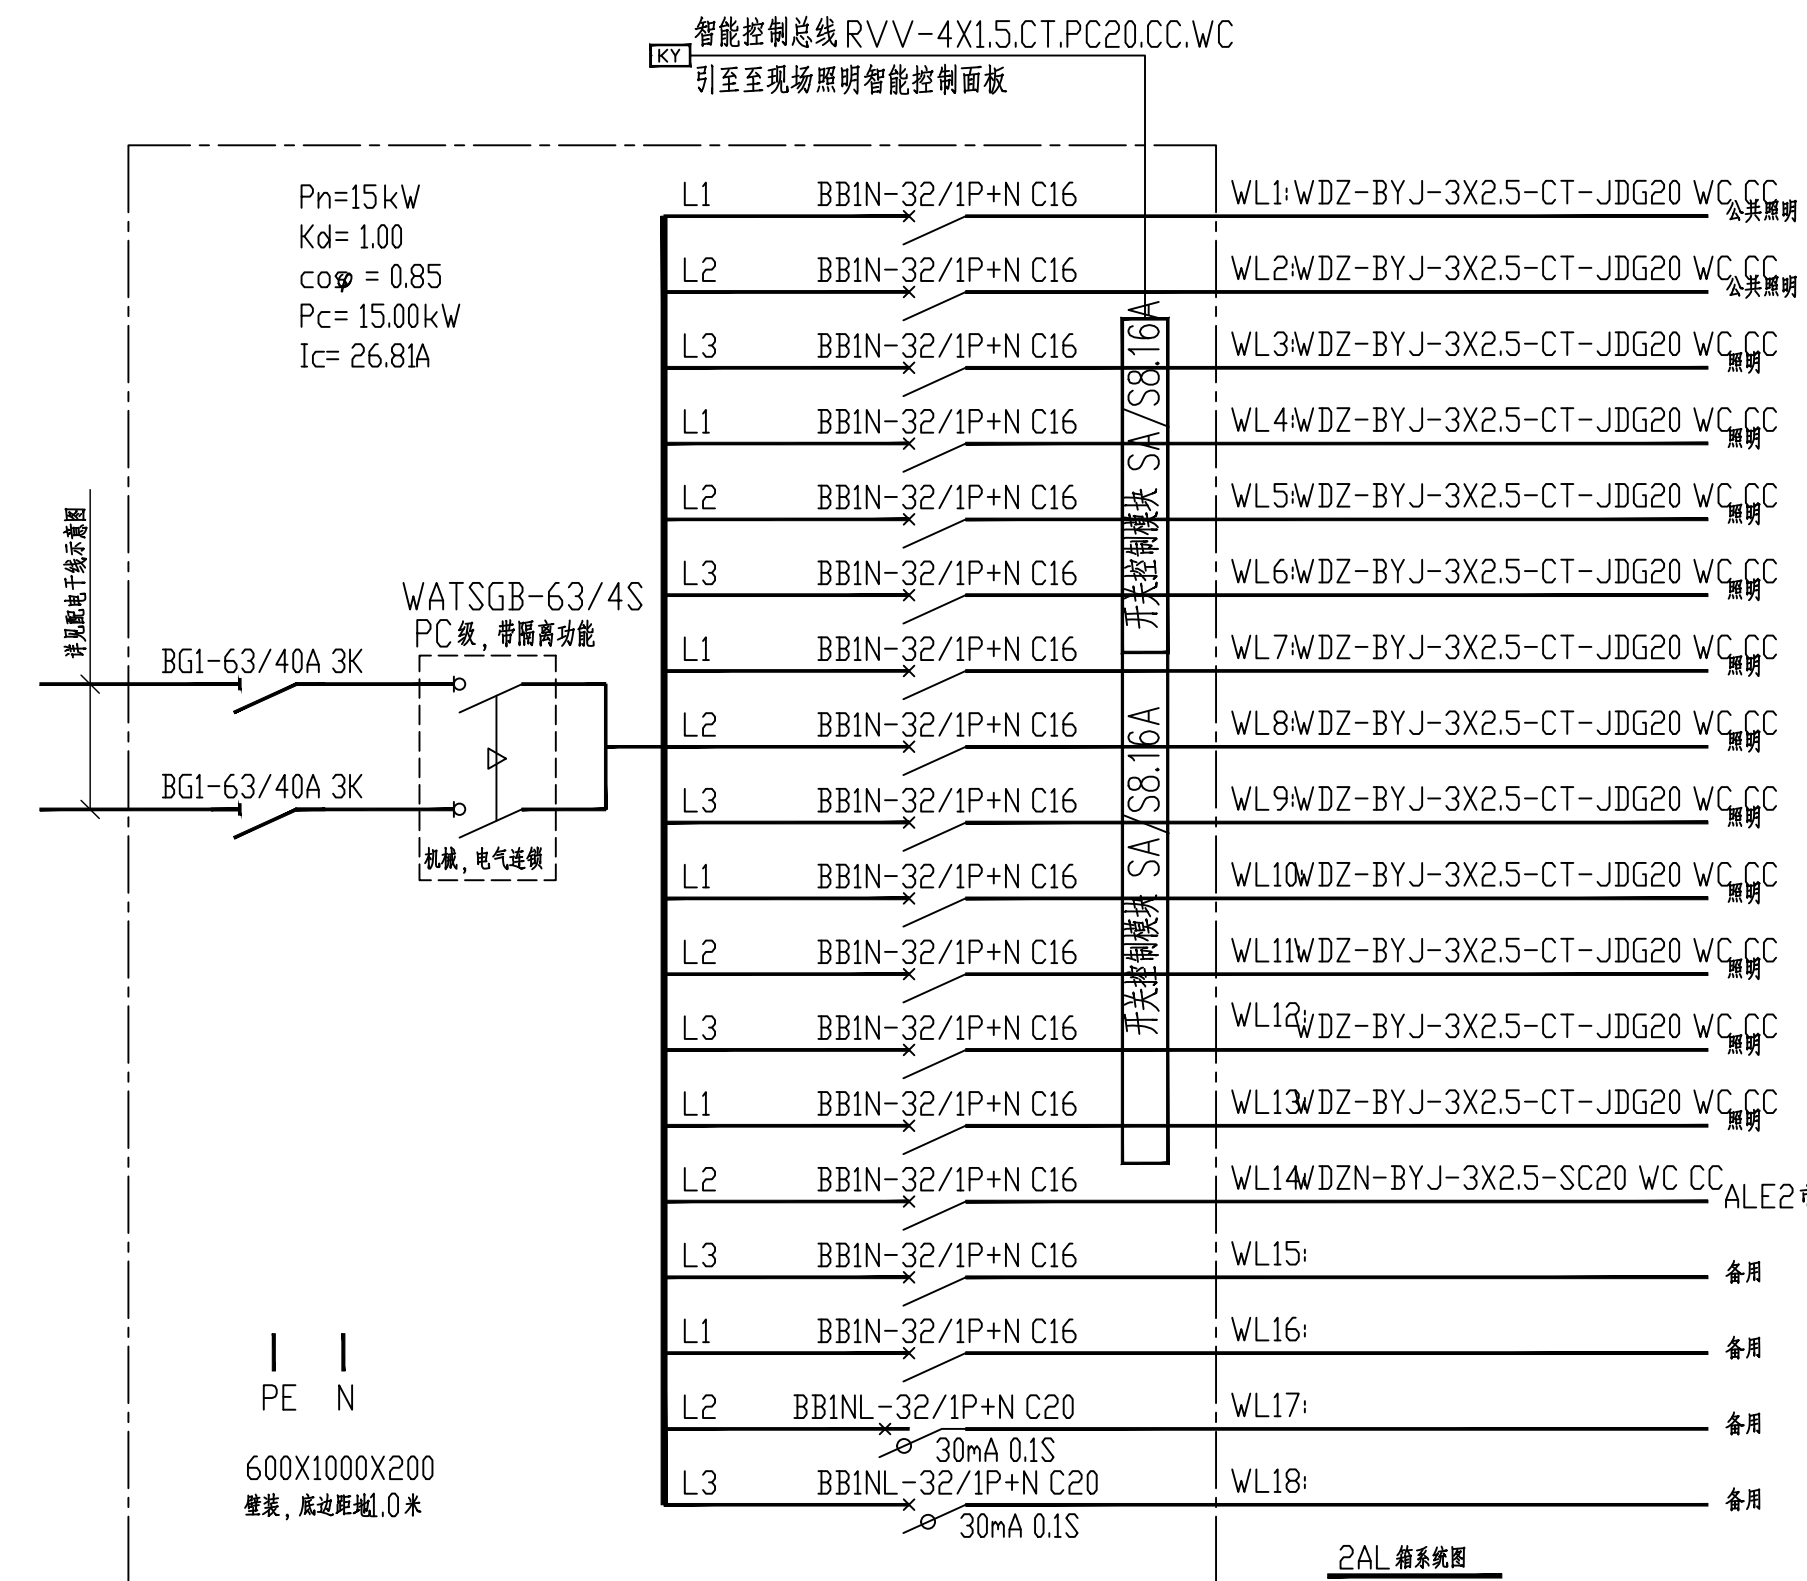 智能控制总线 RVV-4X1.5.CT.PC20.CC.WC
KY
引至至现场照明智能控制面板
Pn=15kW
Kd= 1.00
cosφ = 0.85
Pc= 15.00kW
Ic= 26.81A
L1 BB1N-32/1P+N C16 WL1:WDZ-BYJ-3X2.5-CT-JDG20 WC CC 公共照明
L2 BB1N-32/1P+N C16 WL2:WDZ-BYJ-3X2.5-CT-JDG20 WC CC 公共照明
L3 BB1N-32/1P+N C16 WL3:WDZ-BYJ-3X2.5-CT-JDG20 WC CC 照明
L1 BB1N-32/1P+N C16 WL4:WDZ-BYJ-3X2.5-CT-JDG20 WC CC 照明
L2 BB1N-32/1P+N C16 WL5:WDZ-BYJ-3X2.5-CT-JDG20 WC CC 照明
L3 BB1N-32/1P+N C16 WL6:WDZ-BYJ-3X2.5-CT-JDG20 WC CC 照明
L1 BB1N-32/1P+N C16 WL7:WDZ-BYJ-3X2.5-CT-JDG20 WC CC 照明
L2 BB1N-32/1P+N C16 WL8:WDZ-BYJ-3X2.5-CT-JDG20 WC CC 照明
L3 BB1N-32/1P+N C16 WL9:WDZ-BYJ-3X2.5-CT-JDG20 WC CC 照明
L1 BB1N-32/1P+N C16 WL10:WDZ-BYJ-3X2.5-CT-JDG20 WC CC 照明
L2 BB1N-32/1P+N C16 WL11:WDZ-BYJ-3X2.5-CT-JDG20 WC CC 照明
L3 BB1N-32/1P+N C16 WL12:WDZ-BYJ-3X2.5-CT-JDG20 WC CC 照明
L1 BB1N-32/1P+N C16 WL13:WDZ-BYJ-3X2.5-CT-JDG20 WC CC 照明
L2 BB1N-32/1P+N C16 WL14:WDZN-BYJ-3X2.5-SC20 WC CC ALE2
L3 BB1N-32/1P+N C16 WL15: 备用
L1 BB1N-32/1P+N C16 WL16: 备用
L2 BB1NL-32/1P+N C20 WL17: 备用
30mA 0.1S
L3 BB1NL-32/1P+N C20 WL18: 备用
30mA 0.1S
开关控制模块 SA/S8.16A
开关控制模块 SA/S8.16A
详见配电干线示意图
WATSGB-63/4S
PC级, 带隔离功能
BG1-63/40A 3K
BG1-63/40A 3K
机械, 电气连锁
PE N
600X1000X200
壁装, 底边距地1.0米
2AL 箱系统图